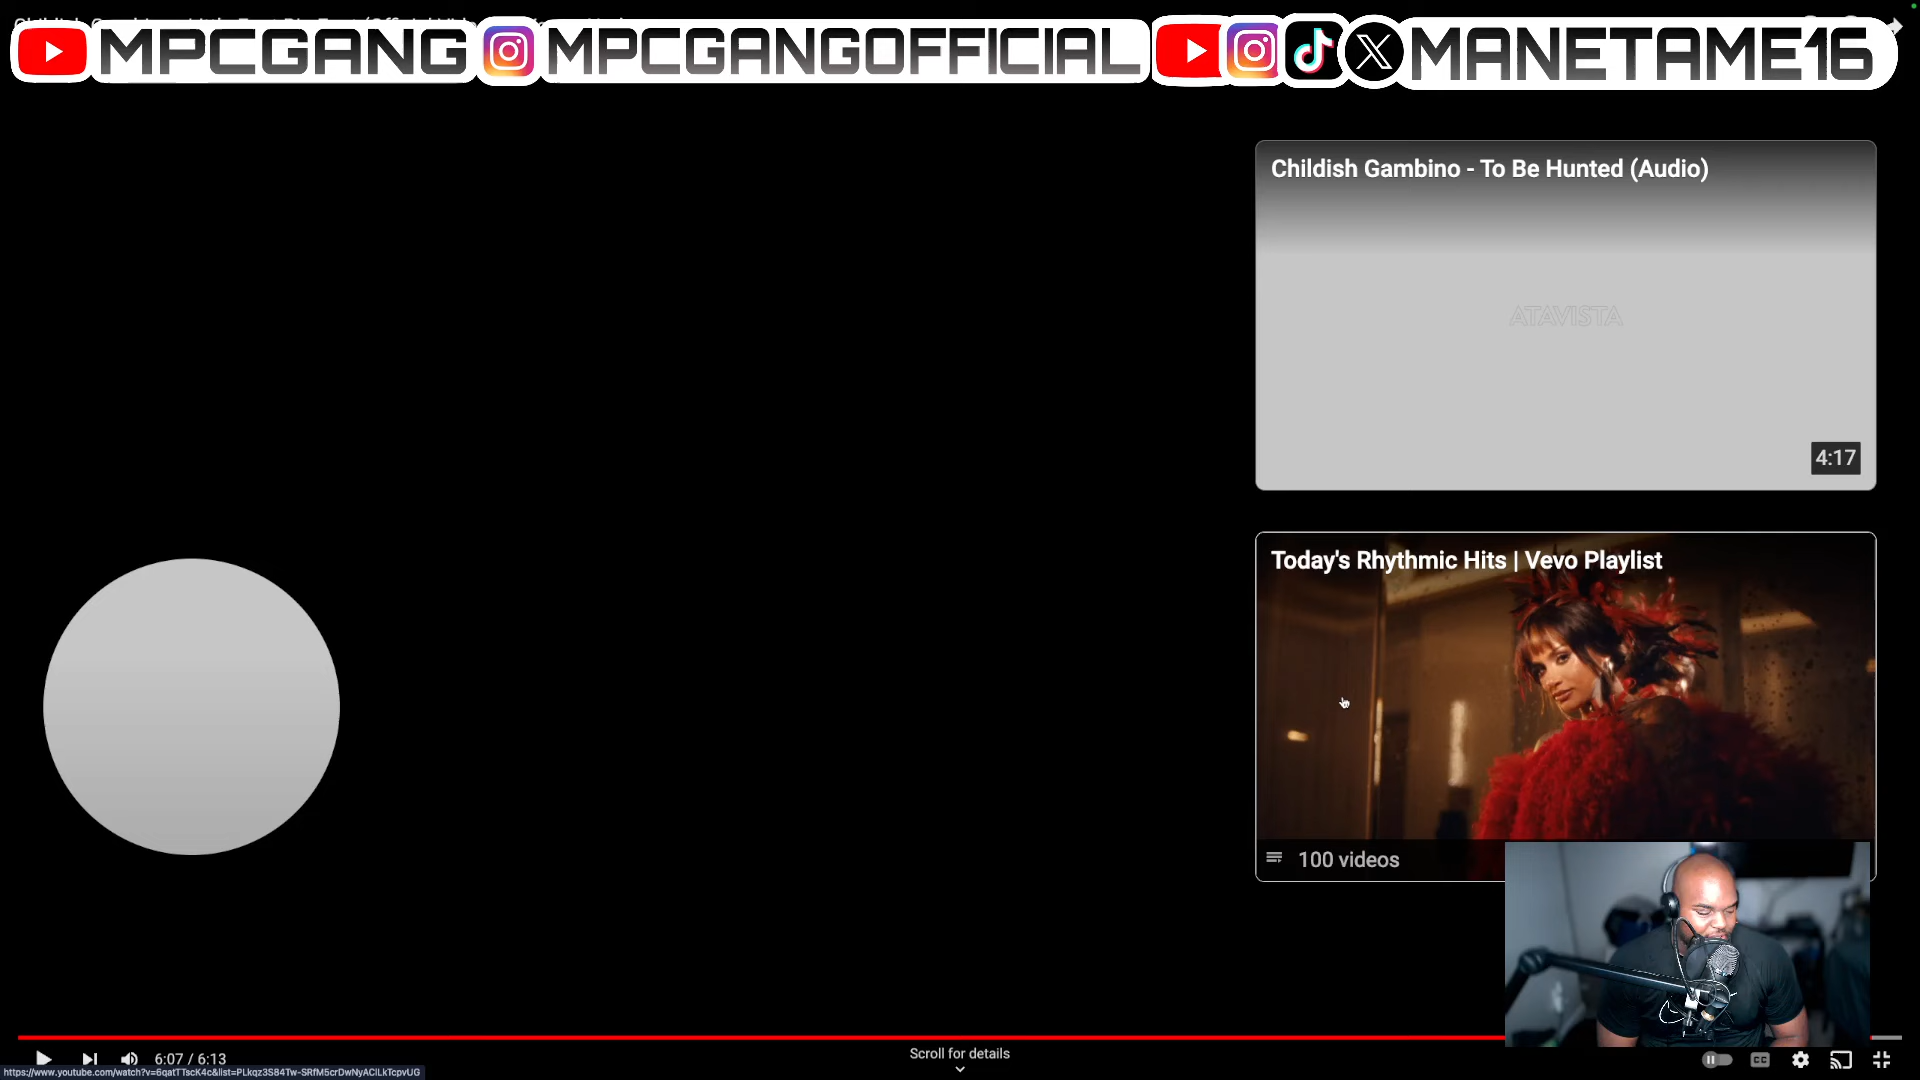 MPCGANG MPCGANGOFFICIAL MANETAME16
Childish Gambino - To Be Hunted (Audio)
ATAVISTA
4:17
Today's Rhythmic Hits | Vevo Playlist
100 videos
6:07 / 6:13
Scroll for details
CC
https://www.youtube.com/watch?v=6qatTTscK4c&list=PLkqz3S84Tw-SRfM5crDwNyACILkTcpvUG